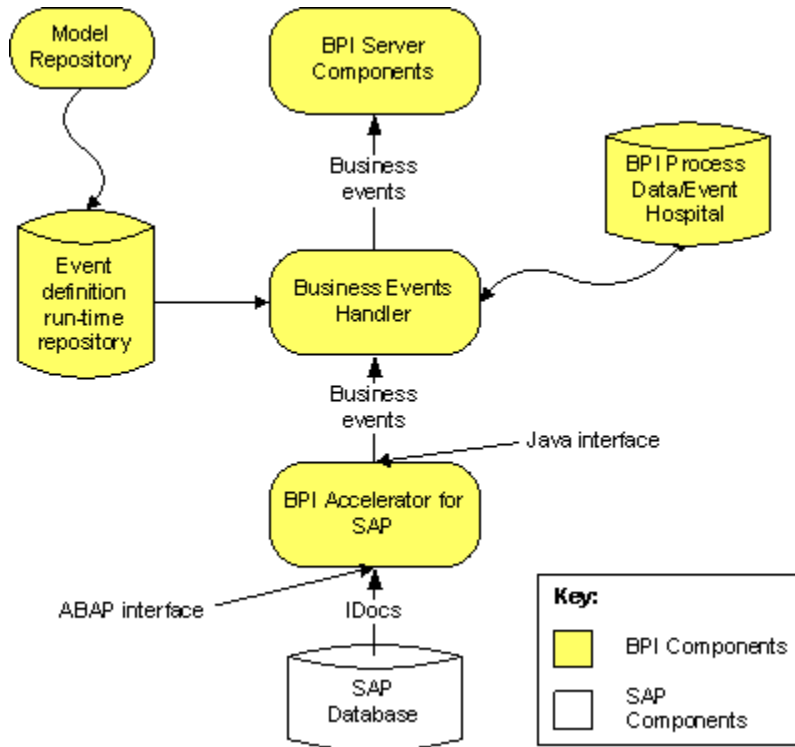 Model
Repository
BPI Server
Components
Business
events
BPI Process
Data/Event
Hospital
Event
definition
run-time
repository
Business Events
Handler
Business
events
Java interface
BPI Accelerator for
SAP
ABAP interface
IDocs
SAP
Database
Key:
BPI Components
SAP
Components